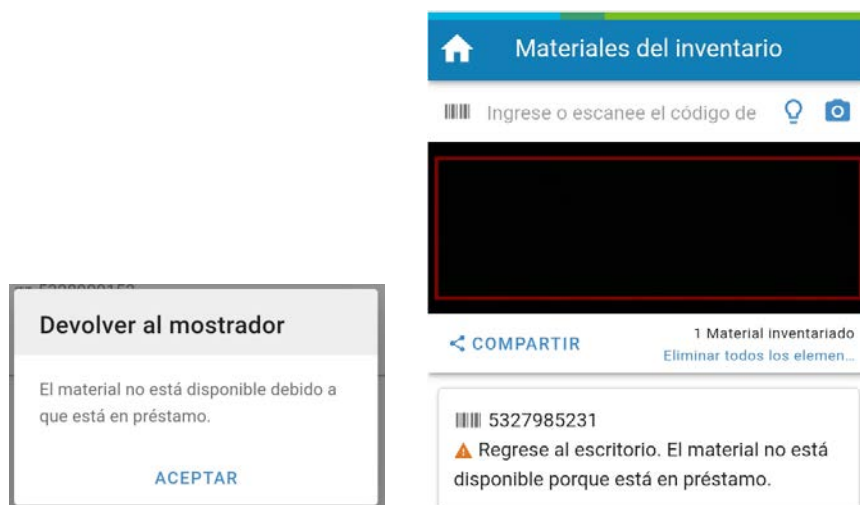 Devolver al mostrador
El material no está disponible debido a
que está en préstamo.
ACEPTAR
Materiales del inventario
Ingrese o escanee el código de
COMPARTIR
1 Material inventariado
Eliminar todos los elemen...
5327985231
Regrese al escritorio. El material no está
disponible porque está en préstamo.